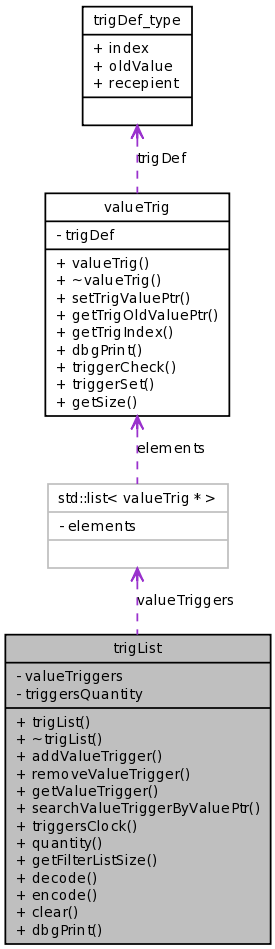 trigDef_type
+ index
+ oldValue
+ recepient
trigDef
valueTrig
- trigDef
+ valueTrig()
+ ~valueTrig()
+ setTrigValuePtr()
+ getTrigOldValuePtr()
+ getTrigIndex()
+ dbgPrint()
+ triggerCheck()
+ triggerSet()
+ getSize()
elements
std::list< valueTrig * >
- elements
valueTriggers
trigList
- valueTriggers
- triggersQuantity
+ trigList()
+ ~trigList()
+ addValueTrigger()
+ removeValueTrigger()
+ getValueTrigger()
+ searchValueTriggerByValuePtr()
+ triggersClock()
+ quantity()
+ getFilterListSize()
+ decode()
+ encode()
+ clear()
+ dbgPrint()